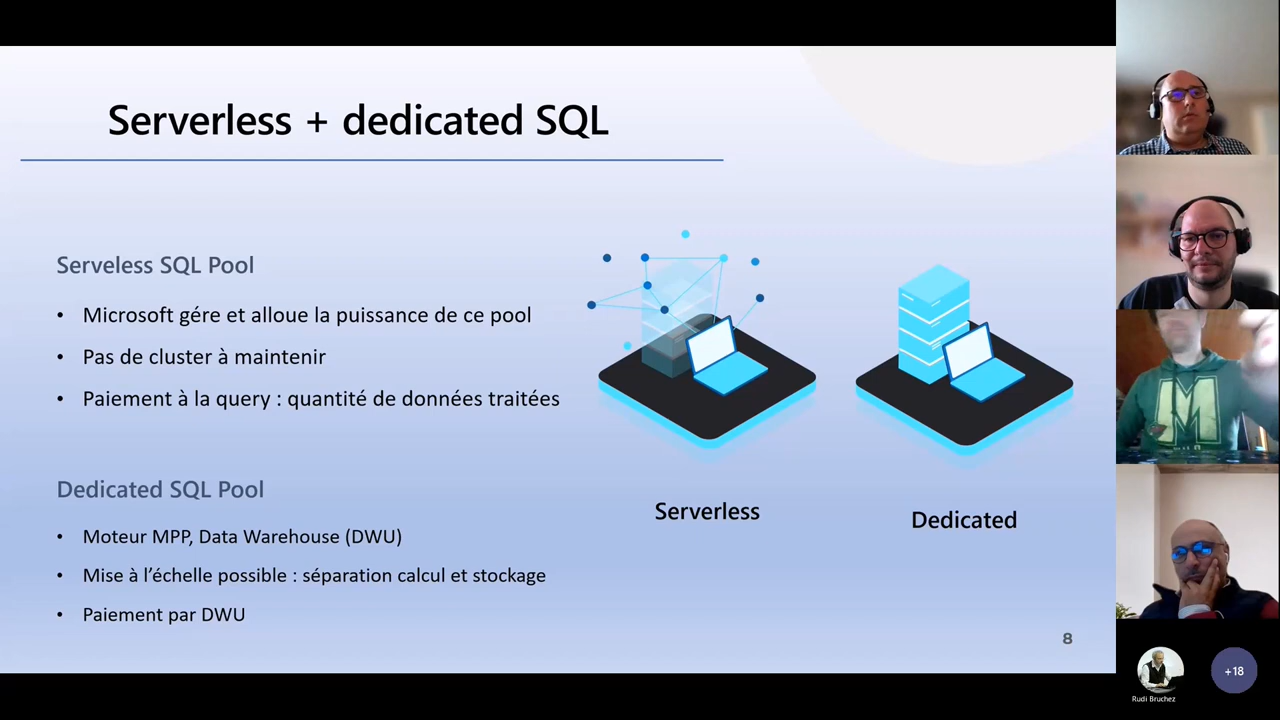 Serverless + dedicated SQL
Serveless SQL Pool
• Microsoft gére et alloue la puissance de ce pool
• Pas de cluster à maintenir
• Paiement à la query : quantité de données traitées
Dedicated SQL Pool
• Moteur MPP, Data Warehouse (DWU)
• Mise à l’échelle possible : séparation calcul et stockage
• Paiement par DWU
Serverless
Dedicated
8
M
Rudi Bruchez
+18